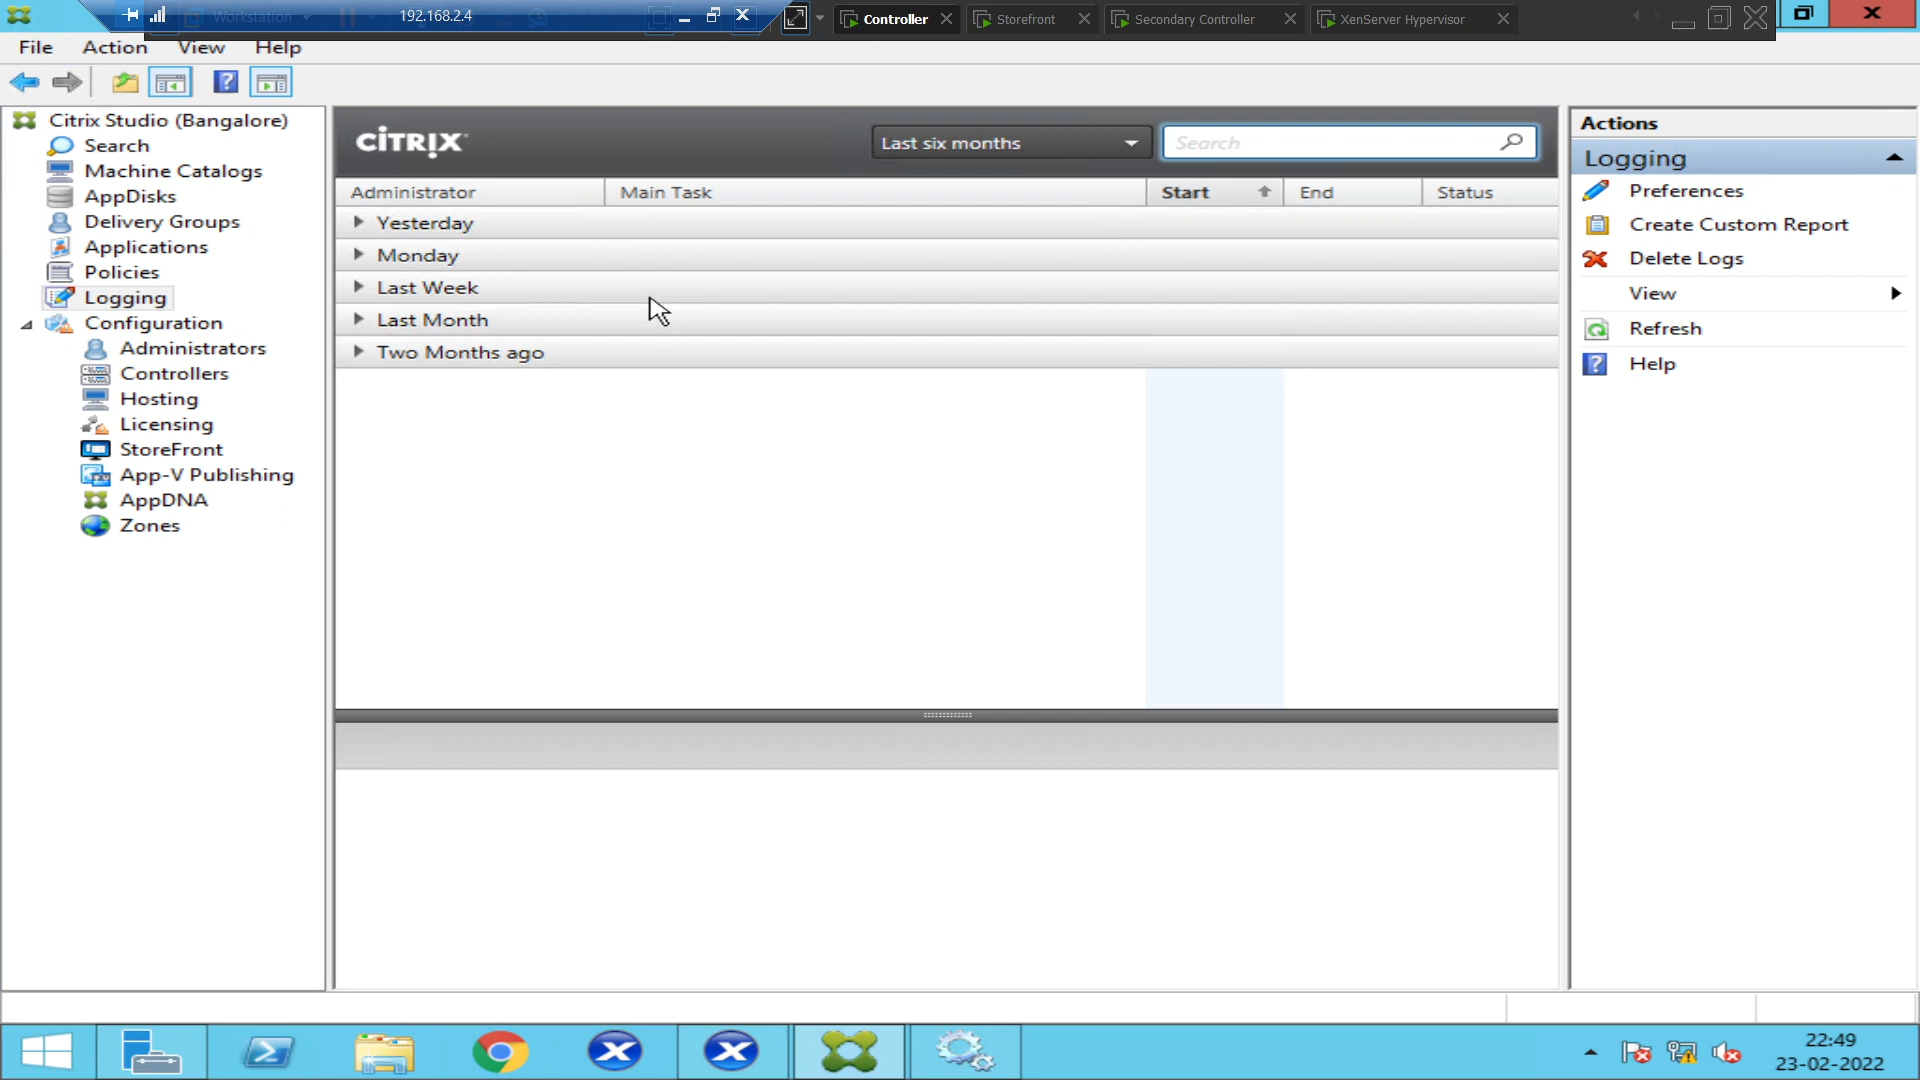 Workstation
192.168.2.4
Controller
Storefront
Secondary Controller
XenServer Hypervisor
File Action View Help
Citrix Studio (Bangalore)
Search
Machine Catalogs
AppDisks
Delivery Groups
Applications
Policies
Logging
Configuration
Administrators
Controllers
Hosting
Licensing
StoreFront
App-V Publishing
AppDNA
Zones
CİTRİX
Last six months
Search
Administrator Main Task Start End Status
Yesterday
Monday
Last Week
Last Month
Two Months ago
Actions
Logging
Preferences
Create Custom Report
Delete Logs
View
Refresh
Help
22:49
23-02-2022